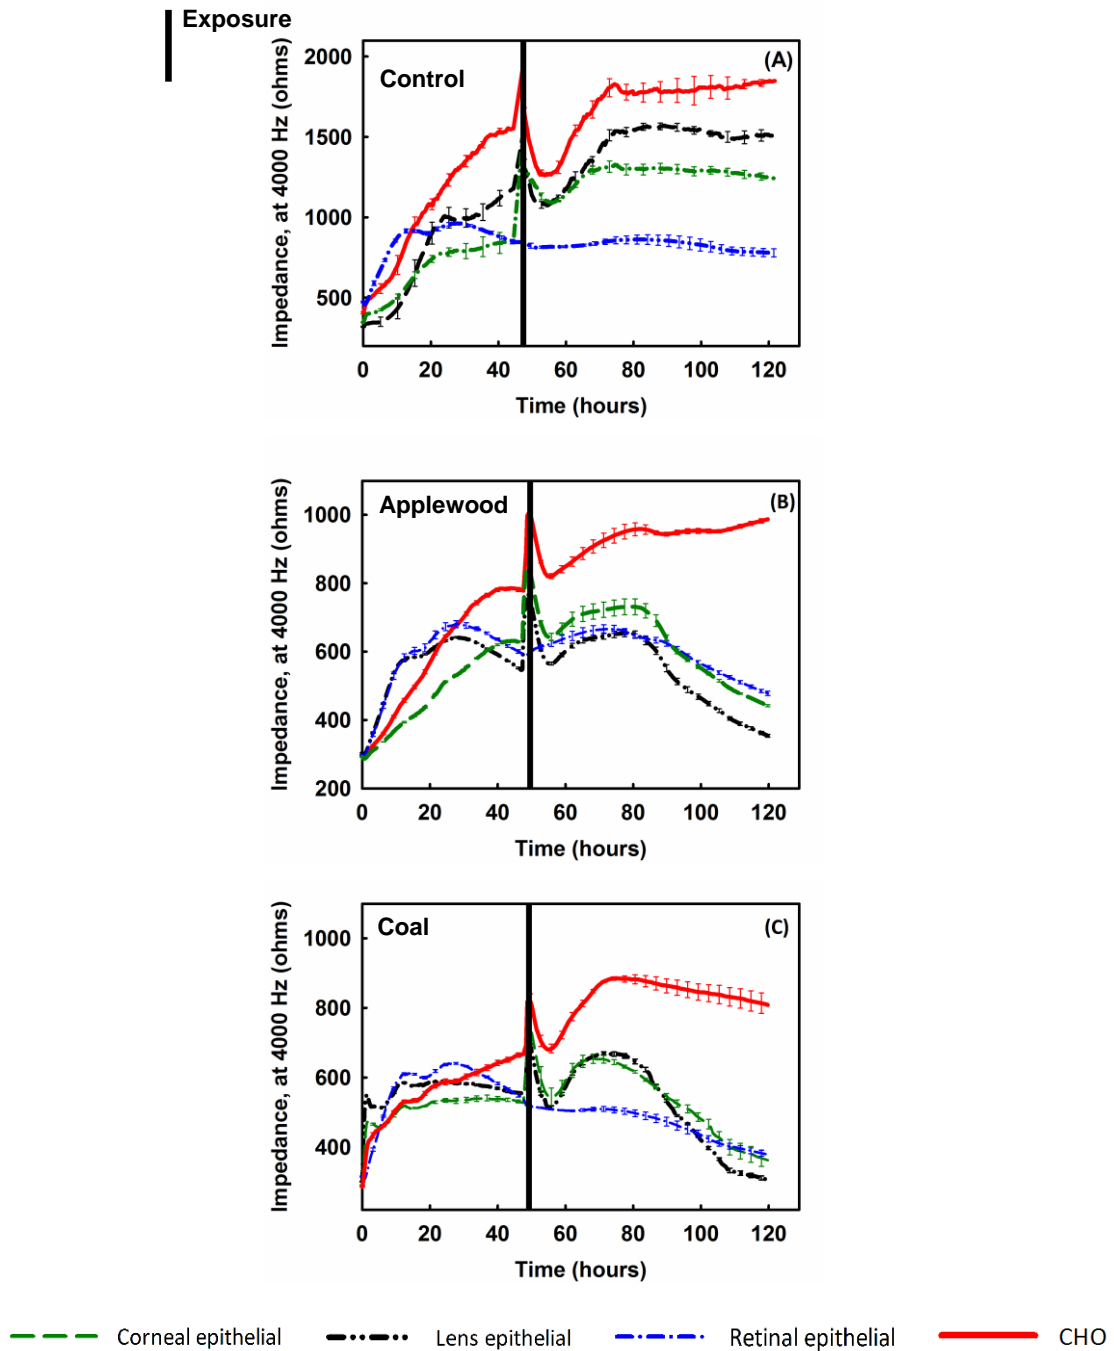 Exposure
(A)
Control
2000
1500
1000
500
Impedance, at 4000 Hz (ohms)
0 20 40 60 80 100 120
Time (hours)
(B)
Applewood
1000
800
600
400
200
Impedance, at 4000 Hz (ohms)
0 20 40 60 80 100 120
Time (hours)
(C)
Coal
1000
800
600
400
Impedance, at 4000 Hz (ohms)
0 20 40 60 80 100 120
Time (hours)
Corneal epithelial Lens epithelial Retinal epithelial CHO